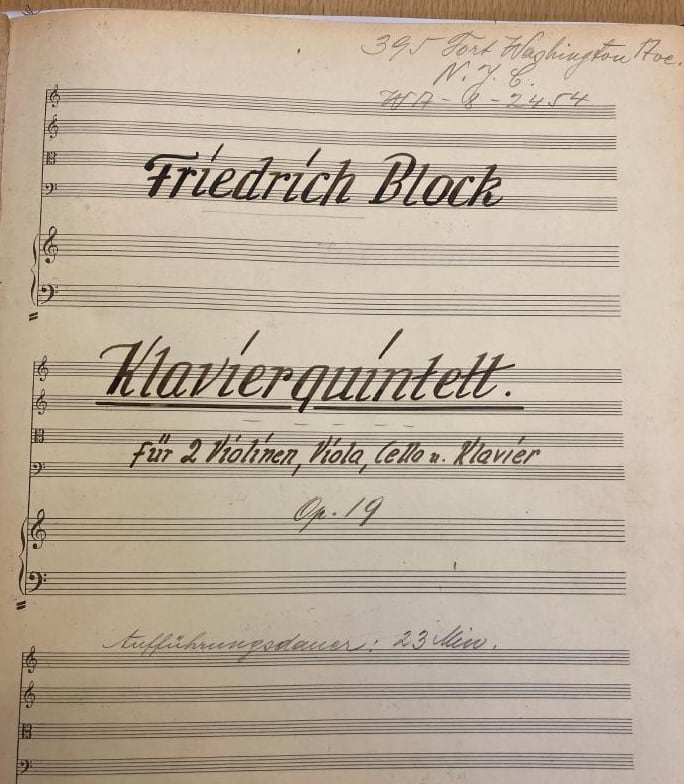 395 Fort Washington Ave.
N. Y. C.
WA - 8 - 2454
Friedrich Block
Klavierquintett.
für 2 Violinen, Viola, Cello u. Klavier
Op. 19
Aufführungsdauer: 23 Min.